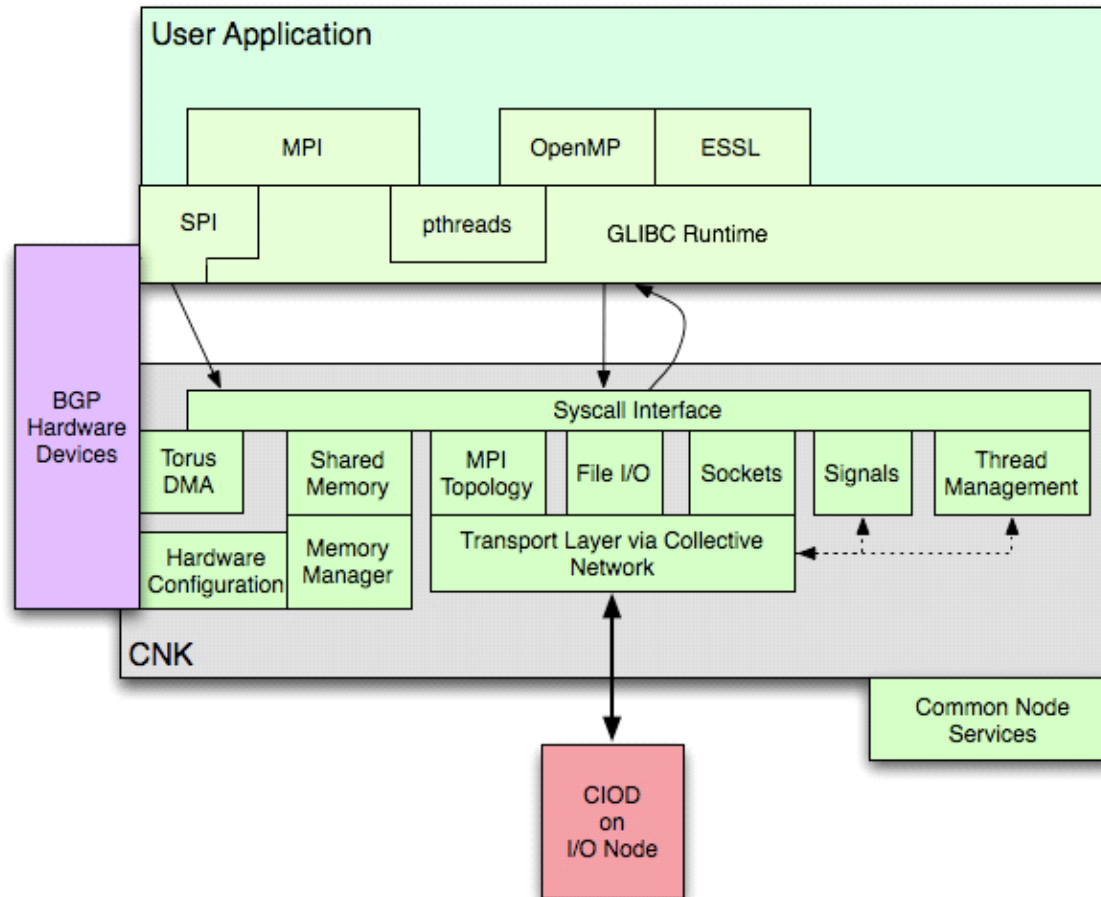 User Application
MPI
OpenMP
ESSL
SPI
pthreads
GLIBC Runtime
BGP
Hardware
Devices
Syscall Interface
Torus
DMA
Shared
Memory
MPI
Topology
File I/O
Sockets
Signals
Thread
Management
Hardware
Configuration
Memory
Manager
Transport Layer via Collective
Network
CNK
Common Node
Services
CIOD
on
I/O Node